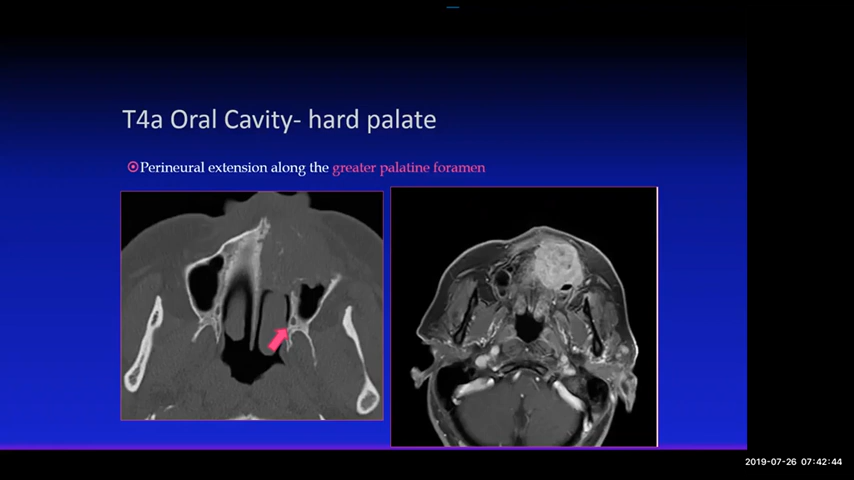 T4a Oral Cavity- hard palate
Perineural extension along the greater palatine foramen
2019-07-26 07:42:44